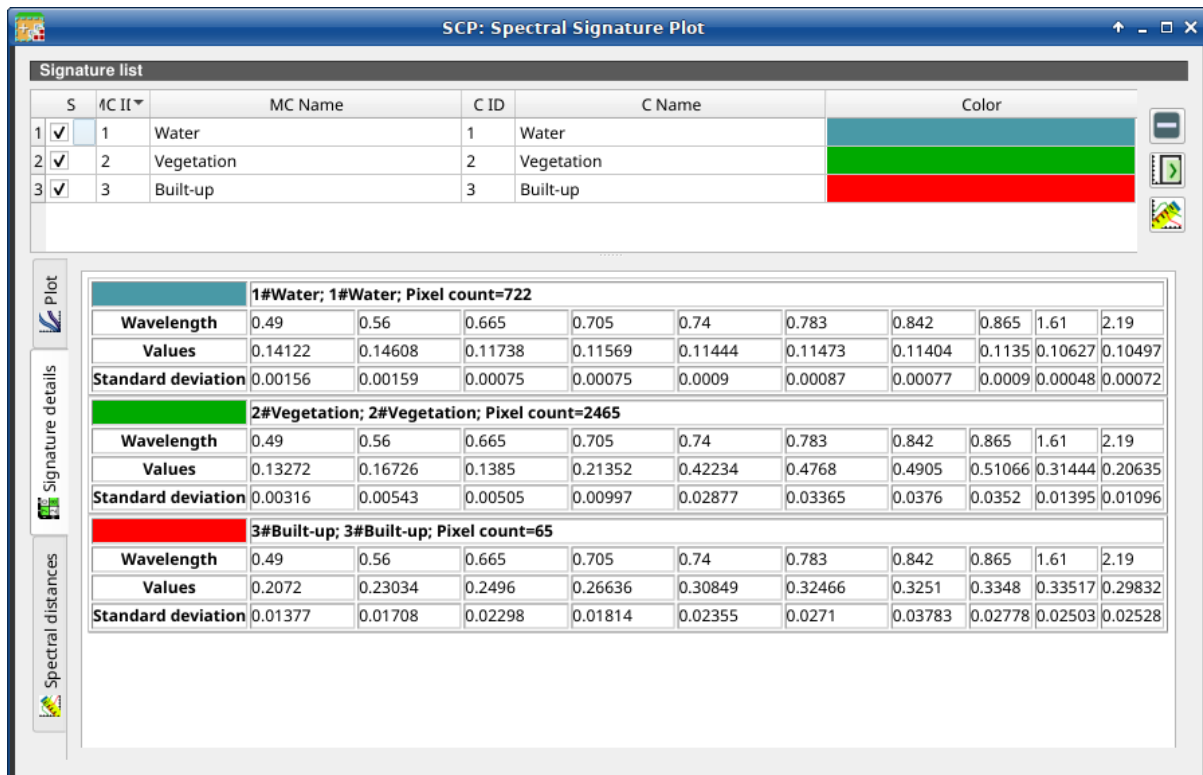 SCP: Spectral Signature Plot
Signature list
S MC Name C ID C Name Color
1 1 Water 1 Water
2 2 Vegetation 2 Vegetation
3 3 Built-up 3 Built-up
Plot
Signature details
Spectral distances
1#Water; 1#Water; Pixel count=722
Wavelength 0.49 0.56 0.665 0.705 0.74 0.783 0.842 0.865 1.61 2.19
Values 0.14122 0.14608 0.11738 0.11569 0.11444 0.11473 0.11404 0.1135 0.10627 0.10497
Standard deviation 0.00156 0.00159 0.00075 0.00075 0.0009 0.00087 0.00077 0.0009 0.00048 0.00072
2#Vegetation; 2#Vegetation; Pixel count=2465
Wavelength 0.49 0.56 0.665 0.705 0.74 0.783 0.842 0.865 1.61 2.19
Values 0.13272 0.16726 0.1385 0.21352 0.42234 0.4768 0.4905 0.51066 0.31444 0.20635
Standard deviation 0.00316 0.00543 0.00505 0.00997 0.02877 0.03365 0.0376 0.0352 0.01395 0.01096
3#Built-up; 3#Built-up; Pixel count=65
Wavelength 0.49 0.56 0.665 0.705 0.74 0.783 0.842 0.865 1.61 2.19
Values 0.2072 0.23034 0.2496 0.26636 0.30849 0.32466 0.3251 0.3348 0.33517 0.29832
Standard deviation 0.01377 0.01708 0.02298 0.01814 0.02355 0.0271 0.03783 0.02778 0.02503 0.02528